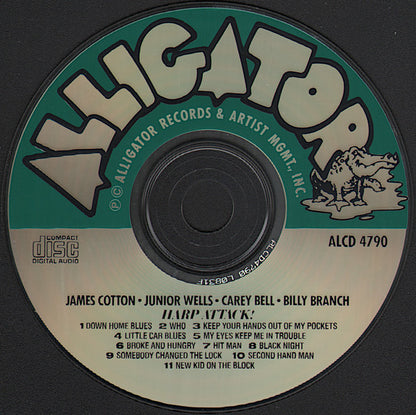 ALLIGATOR
℗ © ALLIGATOR RECORDS & ARTIST MGMT., INC.
COMPACT
disc
DIGITAL AUDIO
ALCD 4790
ALCD4790 L0831F
JAMES COTTON • JUNIOR WELLS • CAREY BELL • BILLY BRANCH
HARP ATTACK!
1 DOWN HOME BLUES 2 WHO 3 KEEP YOUR HANDS OUT OF MY POCKETS
4 LITTLE CAR BLUES 5 MY EYES KEEP ME IN TROUBLE
6 BROKE AND HUNGRY 7 HIT MAN 8 BLACK NIGHT
9 SOMEBODY CHANGED THE LOCK 10 SECOND HAND MAN
11 NEW KID ON THE BLOCK